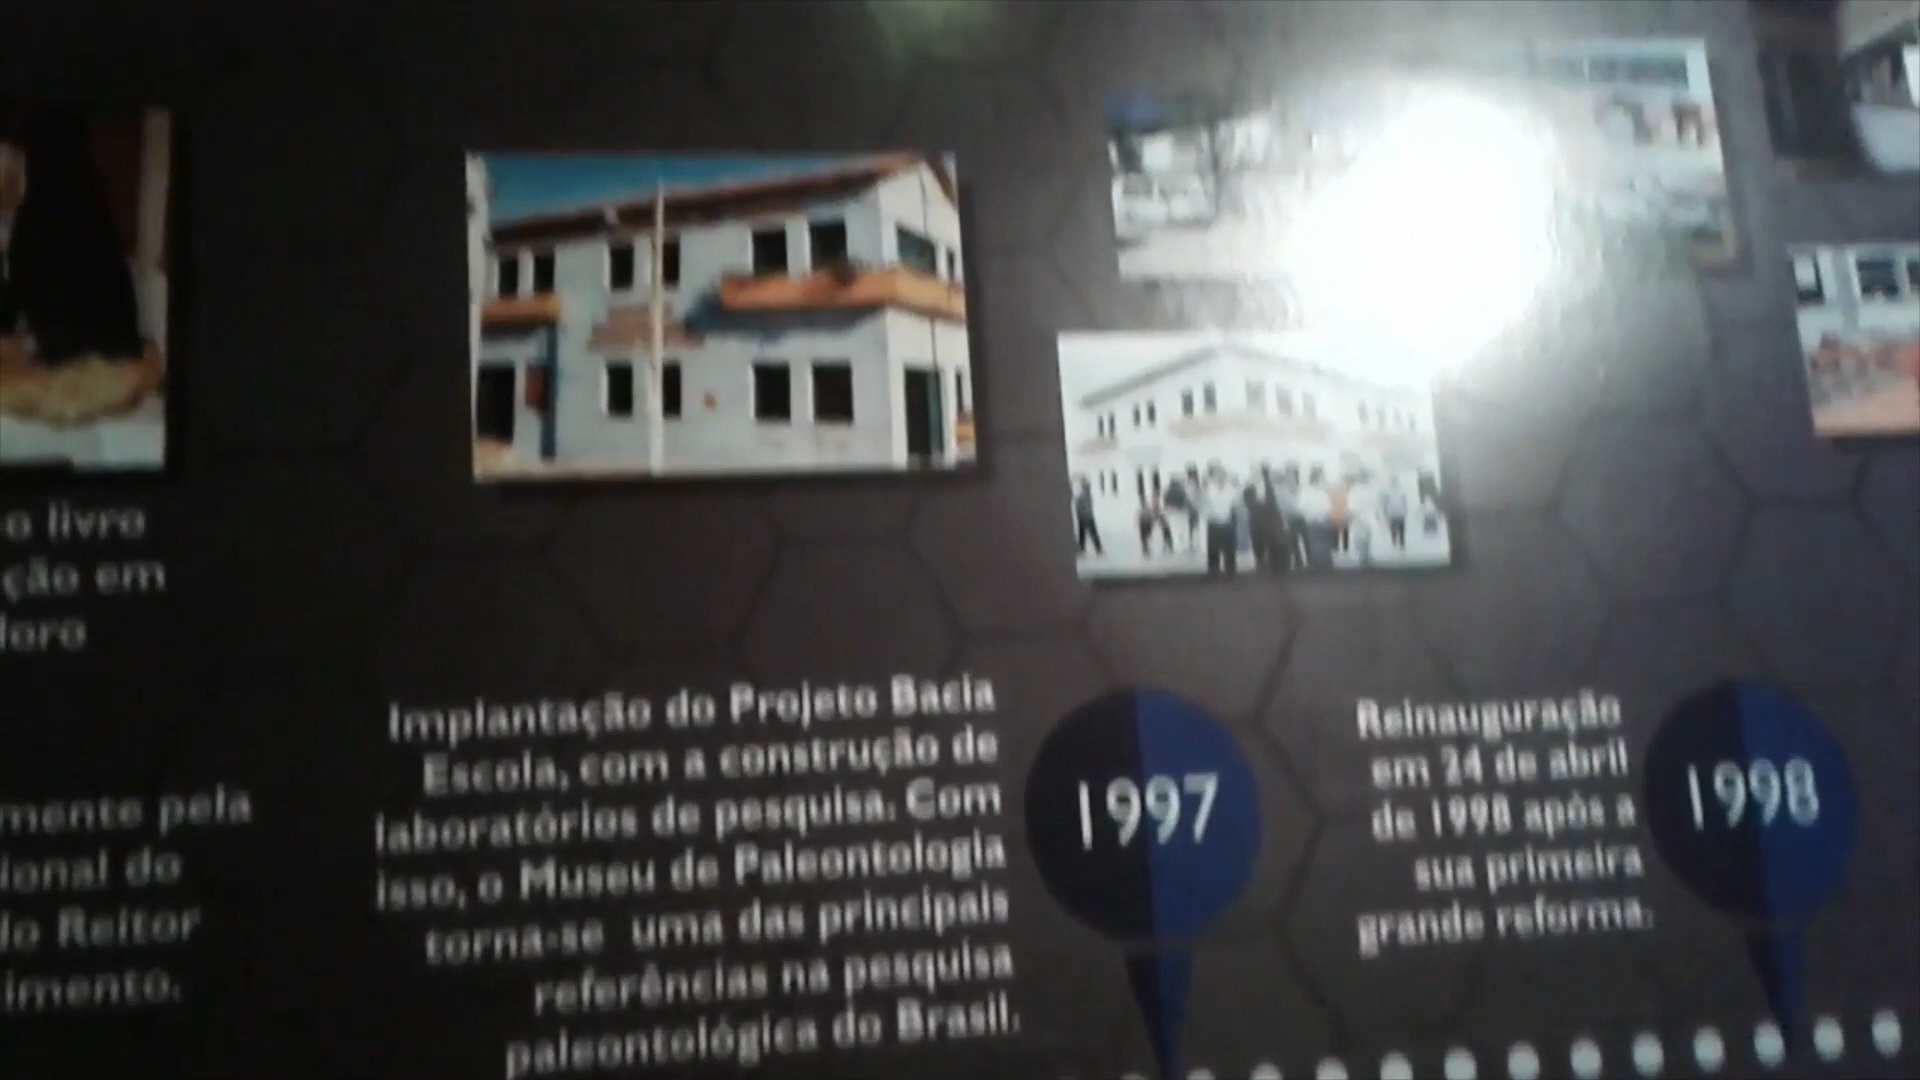 o livro
ção em
mente pela
ional do
do Reitor
imento.
Implantação do Projeto Bacia
Escola, com a construção de
laboratórios de pesquisa. Com
isso, o Museu de Paleontologia
torna-se uma das principais
referências na pesquisa
paleontológica do Brasil.
1997
Reinauguração
em 24 de abril
de 1998 após a
sua primeira
grande reforma.
1998